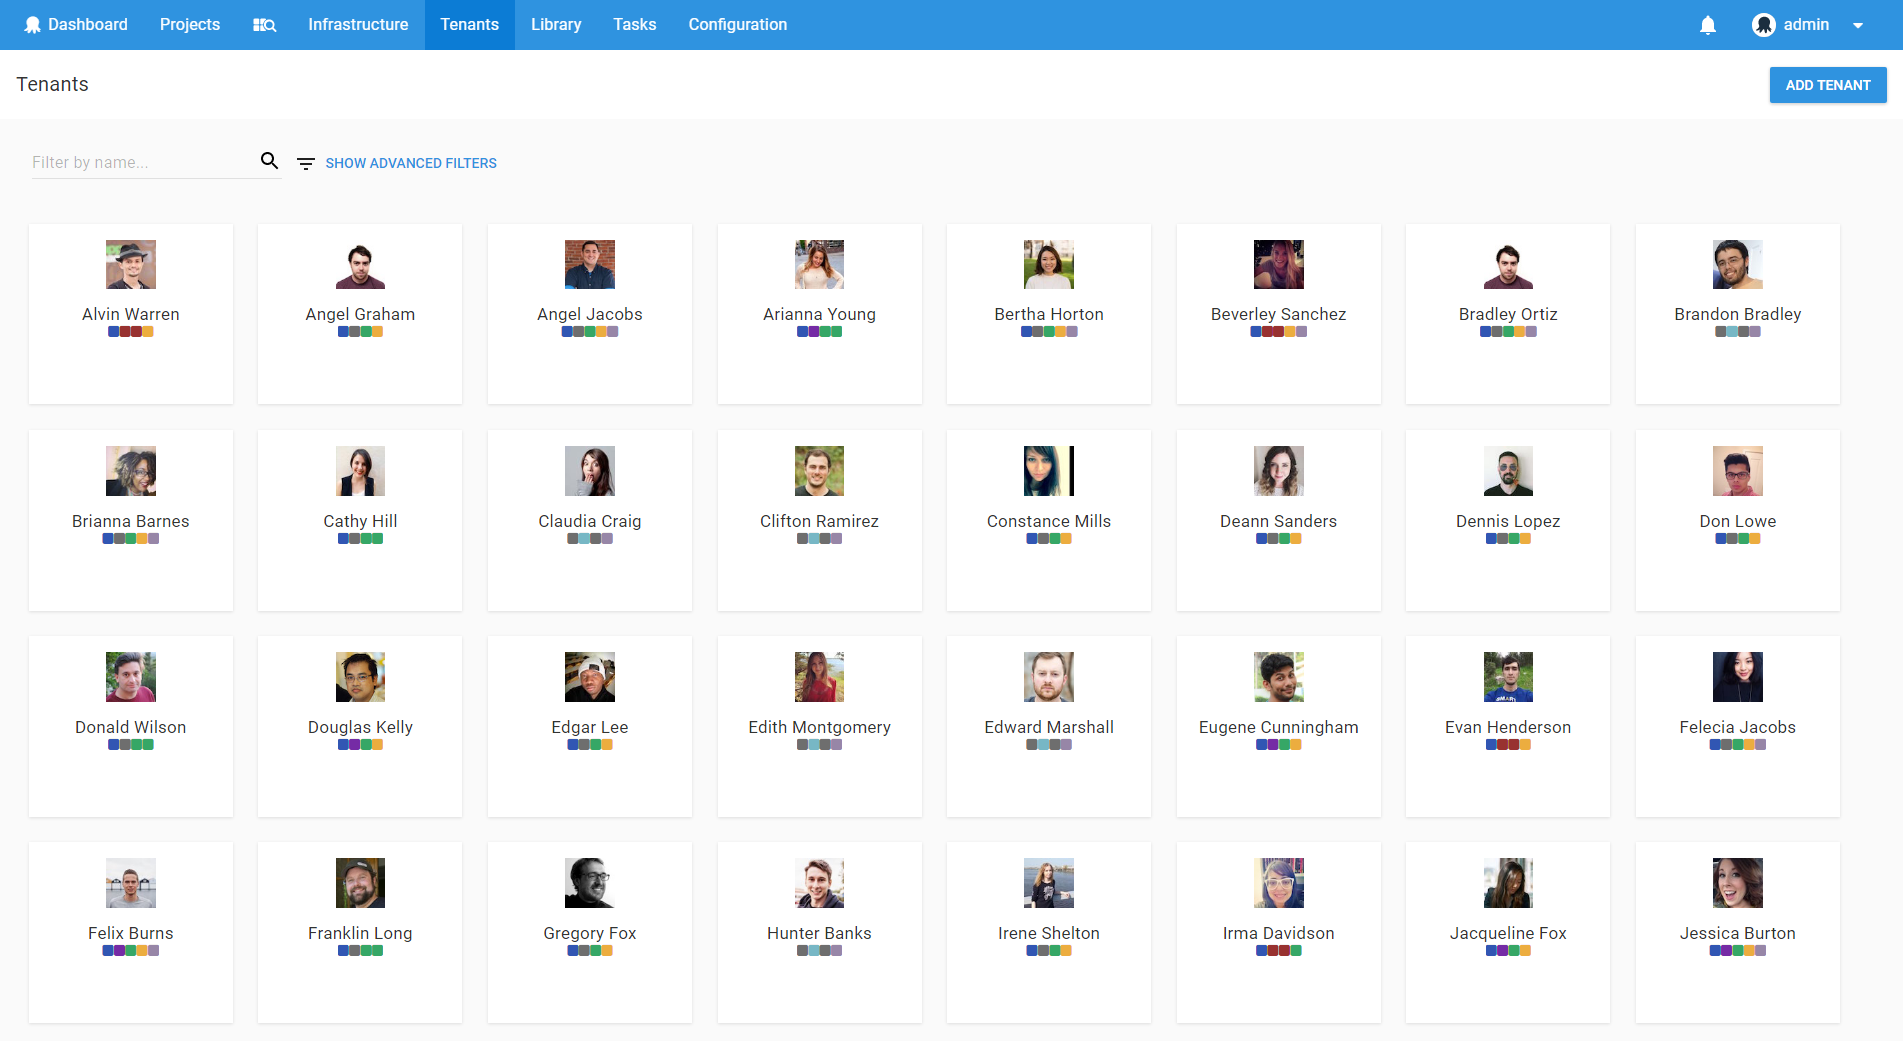 Dashboard Projects Infrastructure Tenants Library Tasks Configuration admin
Tenants
ADD TENANT
Filter by name...
SHOW ADVANCED FILTERS
Alvin Warren Angel Graham Angel Jacobs Arianna Young Bertha Horton Beverley Sanchez Bradley Ortiz Brandon Bradley
Brianna Barnes Cathy Hill Claudia Craig Clifton Ramirez Constance Mills Deann Sanders Dennis Lopez Don Lowe
SMART
Donald Wilson Douglas Kelly Edgar Lee Edith Montgomery Edward Marshall Eugene Cunningham Evan Henderson Felecia Jacobs
Felix Burns Franklin Long Gregory Fox Hunter Banks Irene Shelton Irma Davidson Jacqueline Fox Jessica Burton